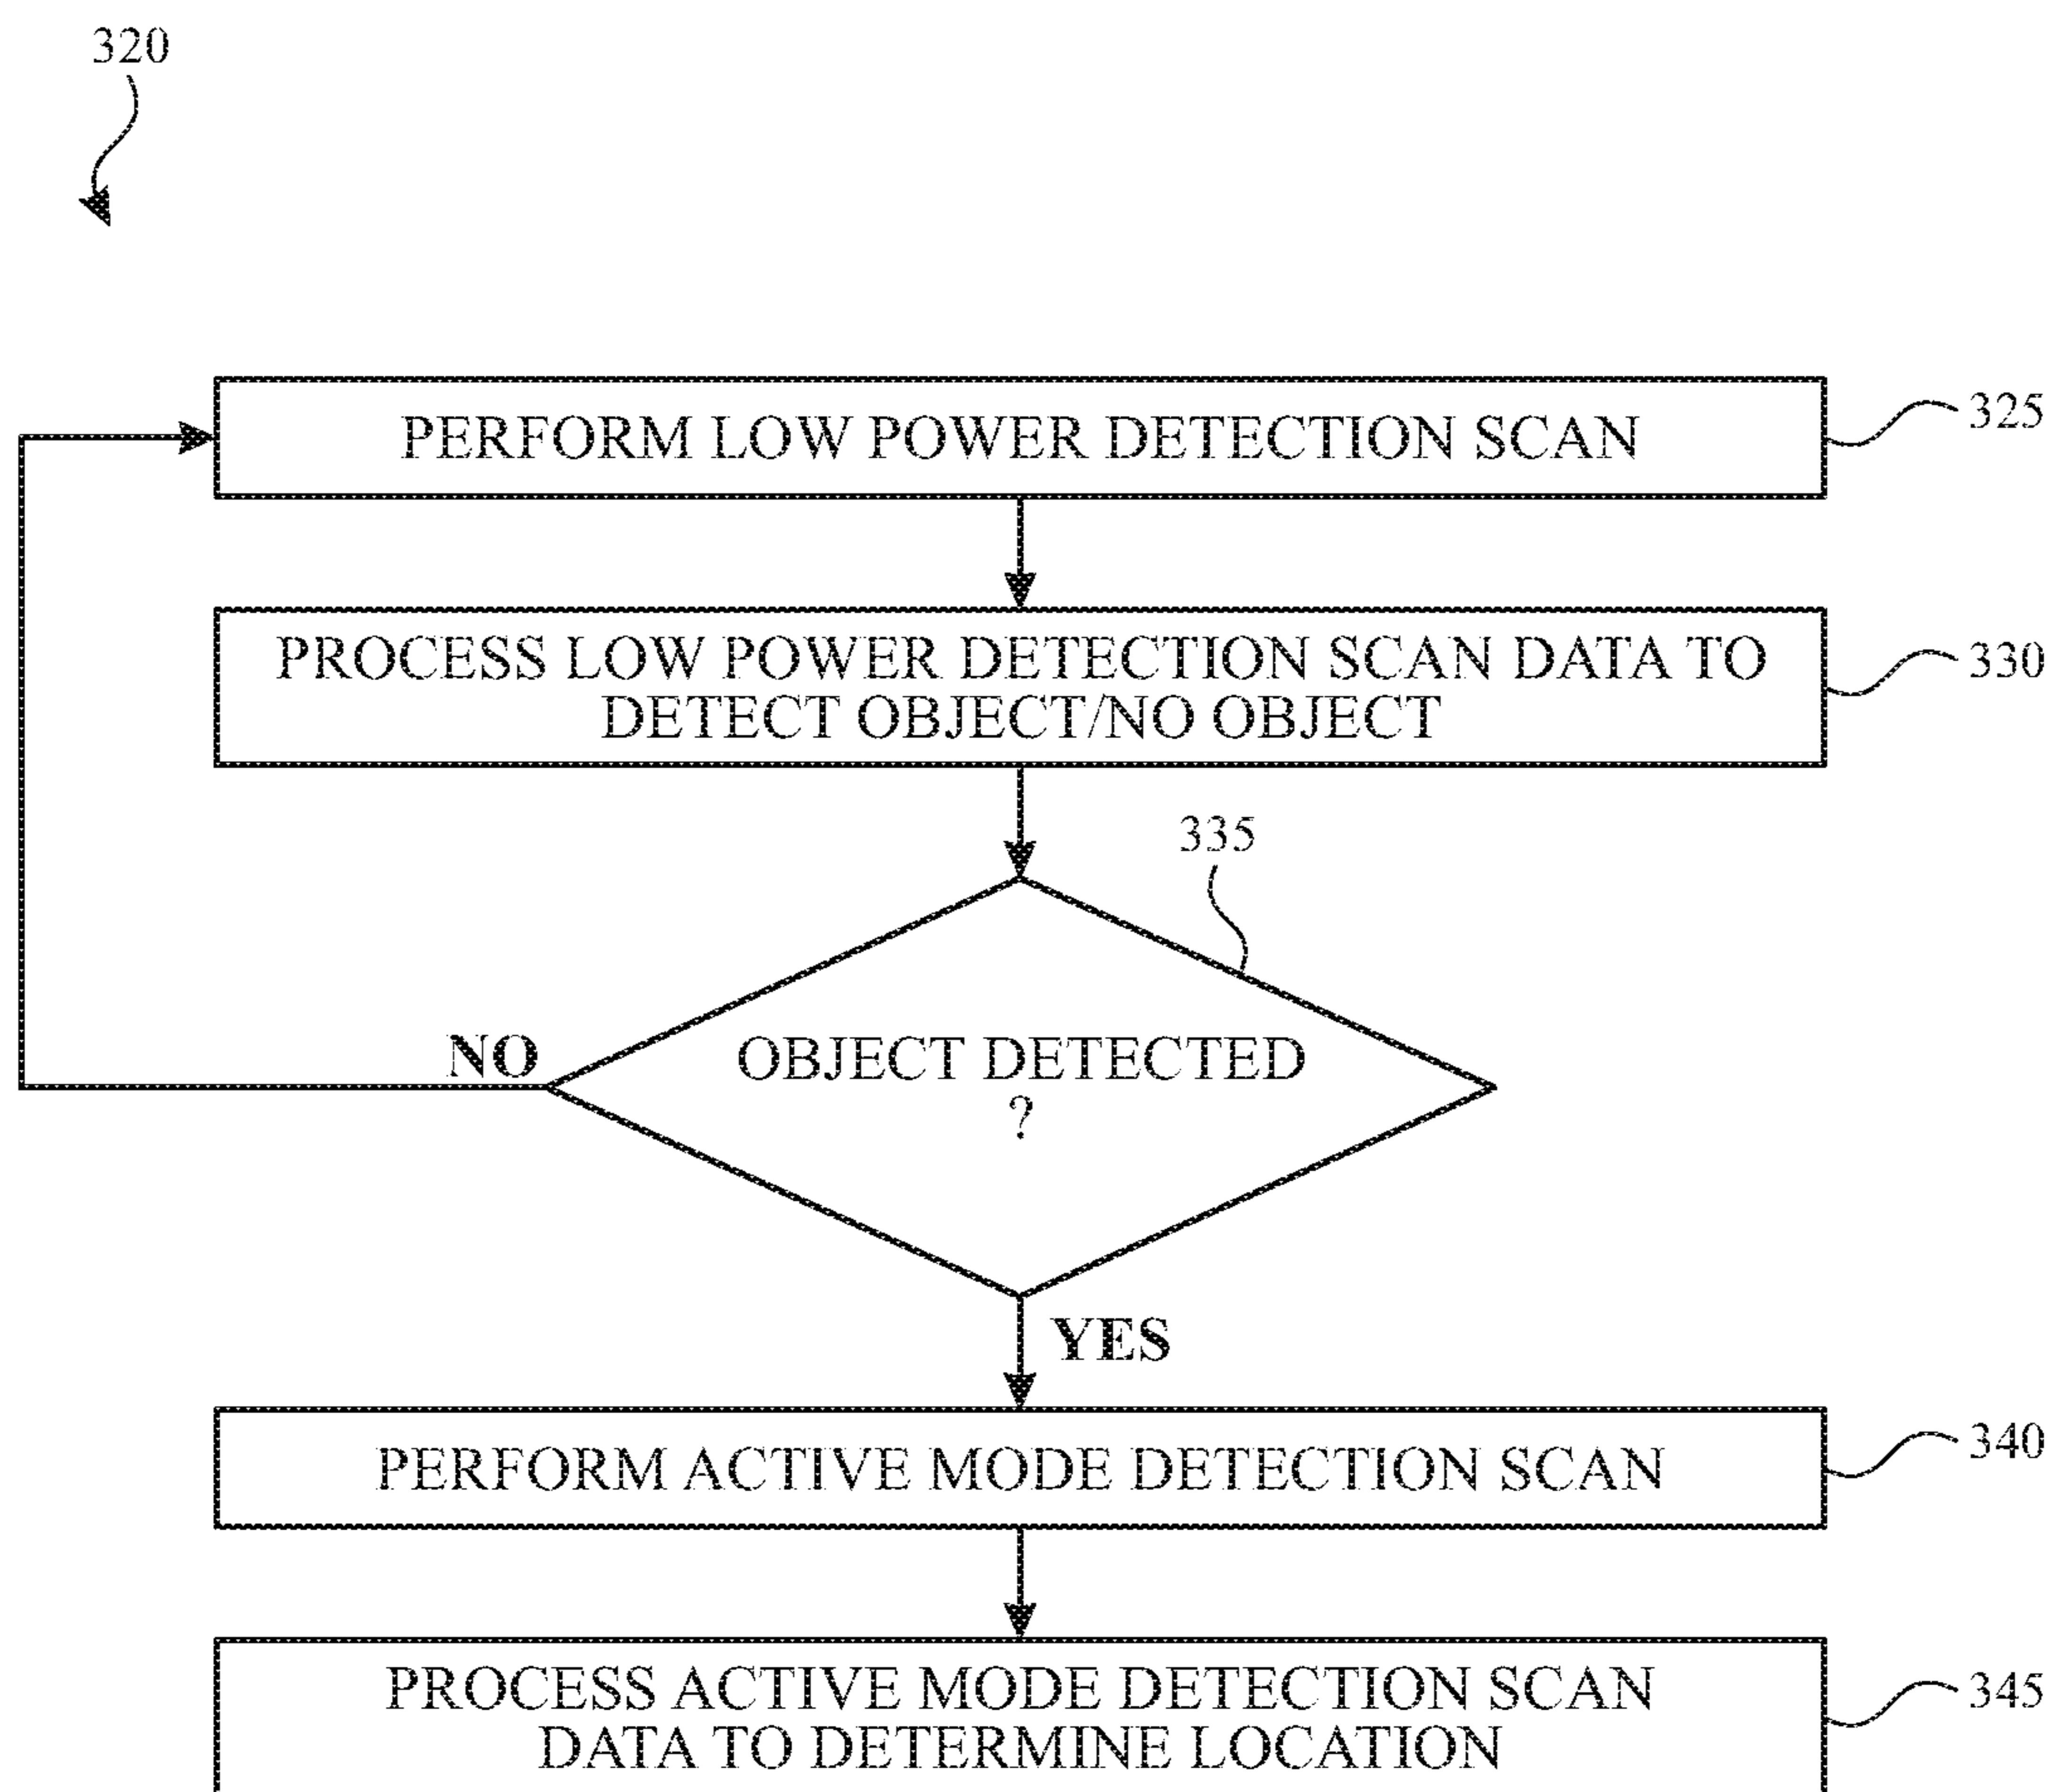 320
PERFORM LOW POWER DETECTION SCAN
325
PROCESS LOW POWER DETECTION SCAN DATA TO
DETECT OBJECT/NO OBJECT
330
335
OBJECT DETECTED
?
NO
YES
PERFORM ACTIVE MODE DETECTION SCAN
340
PROCESS ACTIVE MODE DETECTION SCAN
DATA TO DETERMINE LOCATION
345